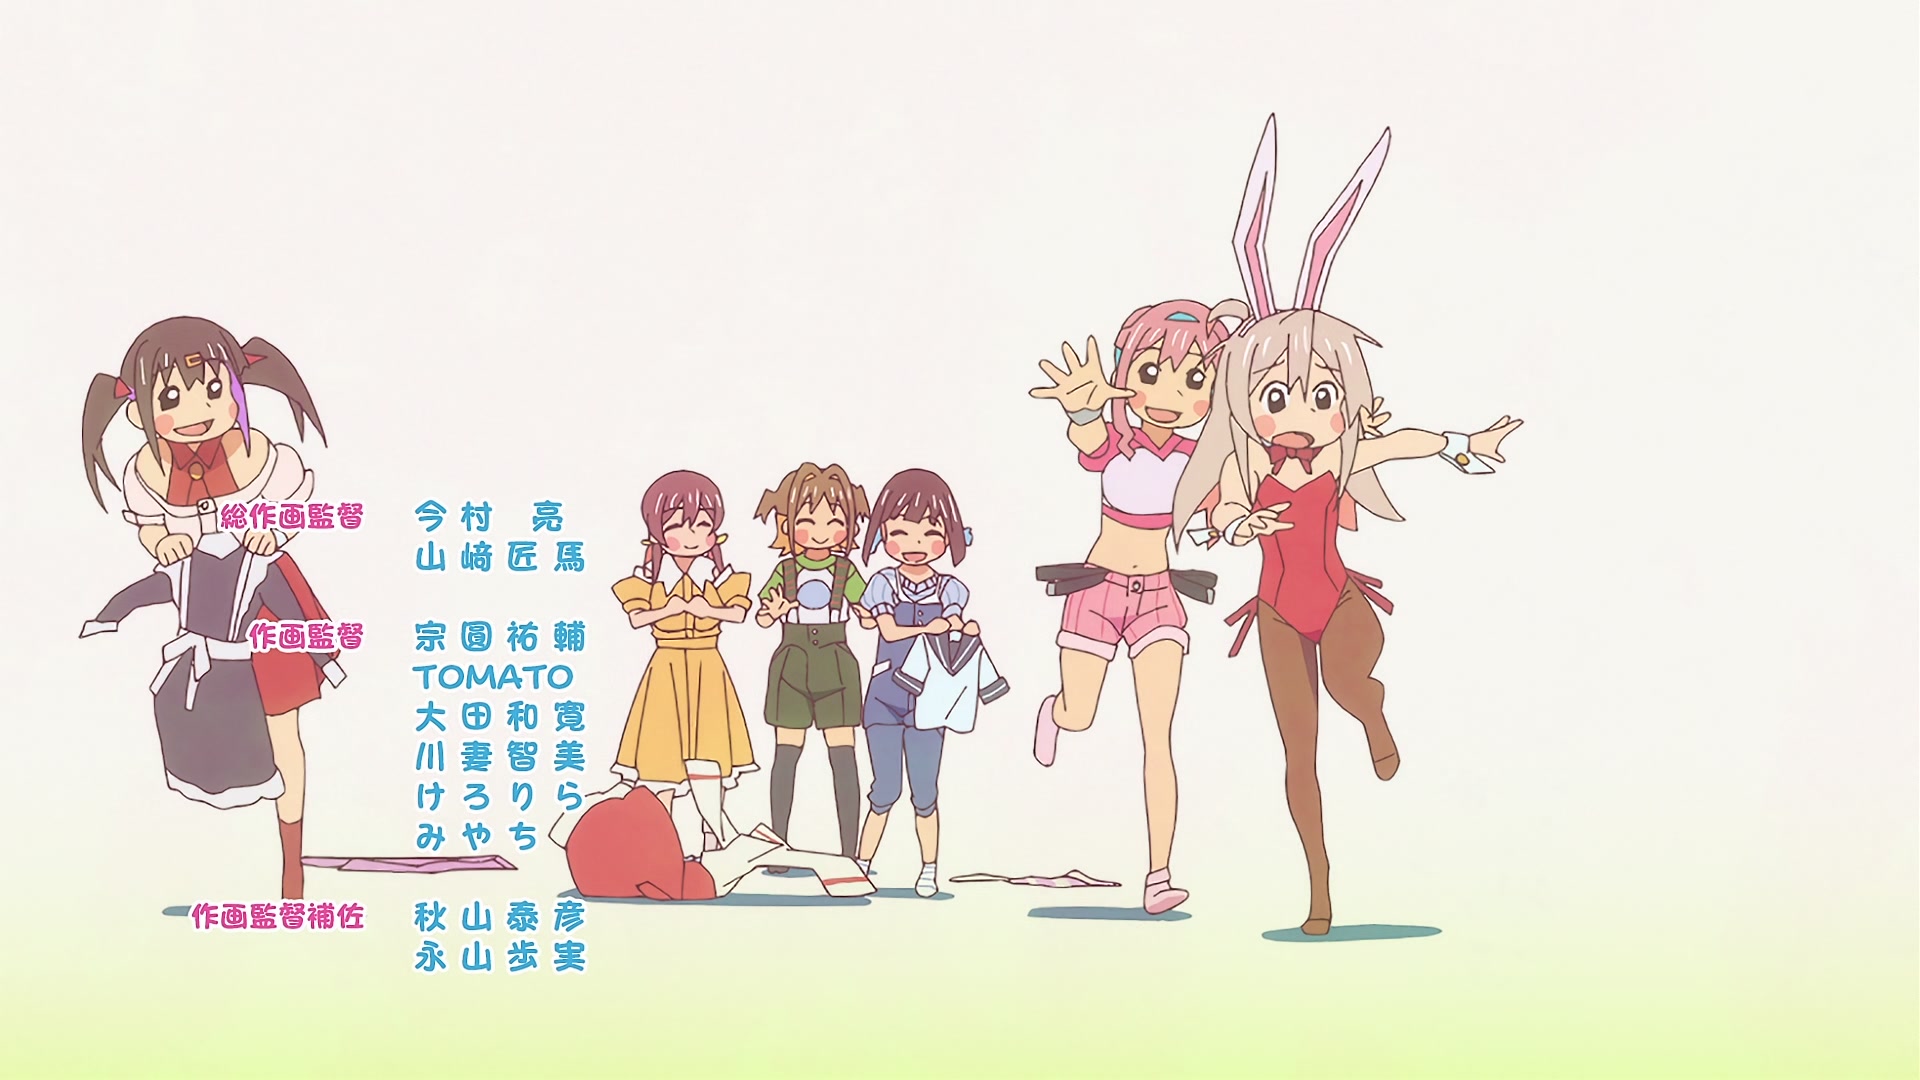 総作画監督 今村 亮
山﨑匠馬
作画監督 宗圓祐輔
TOMATO
大田和寛
川妻智美
けろりら
みやち
作画監督補佐 秋山泰彦
永山歩実